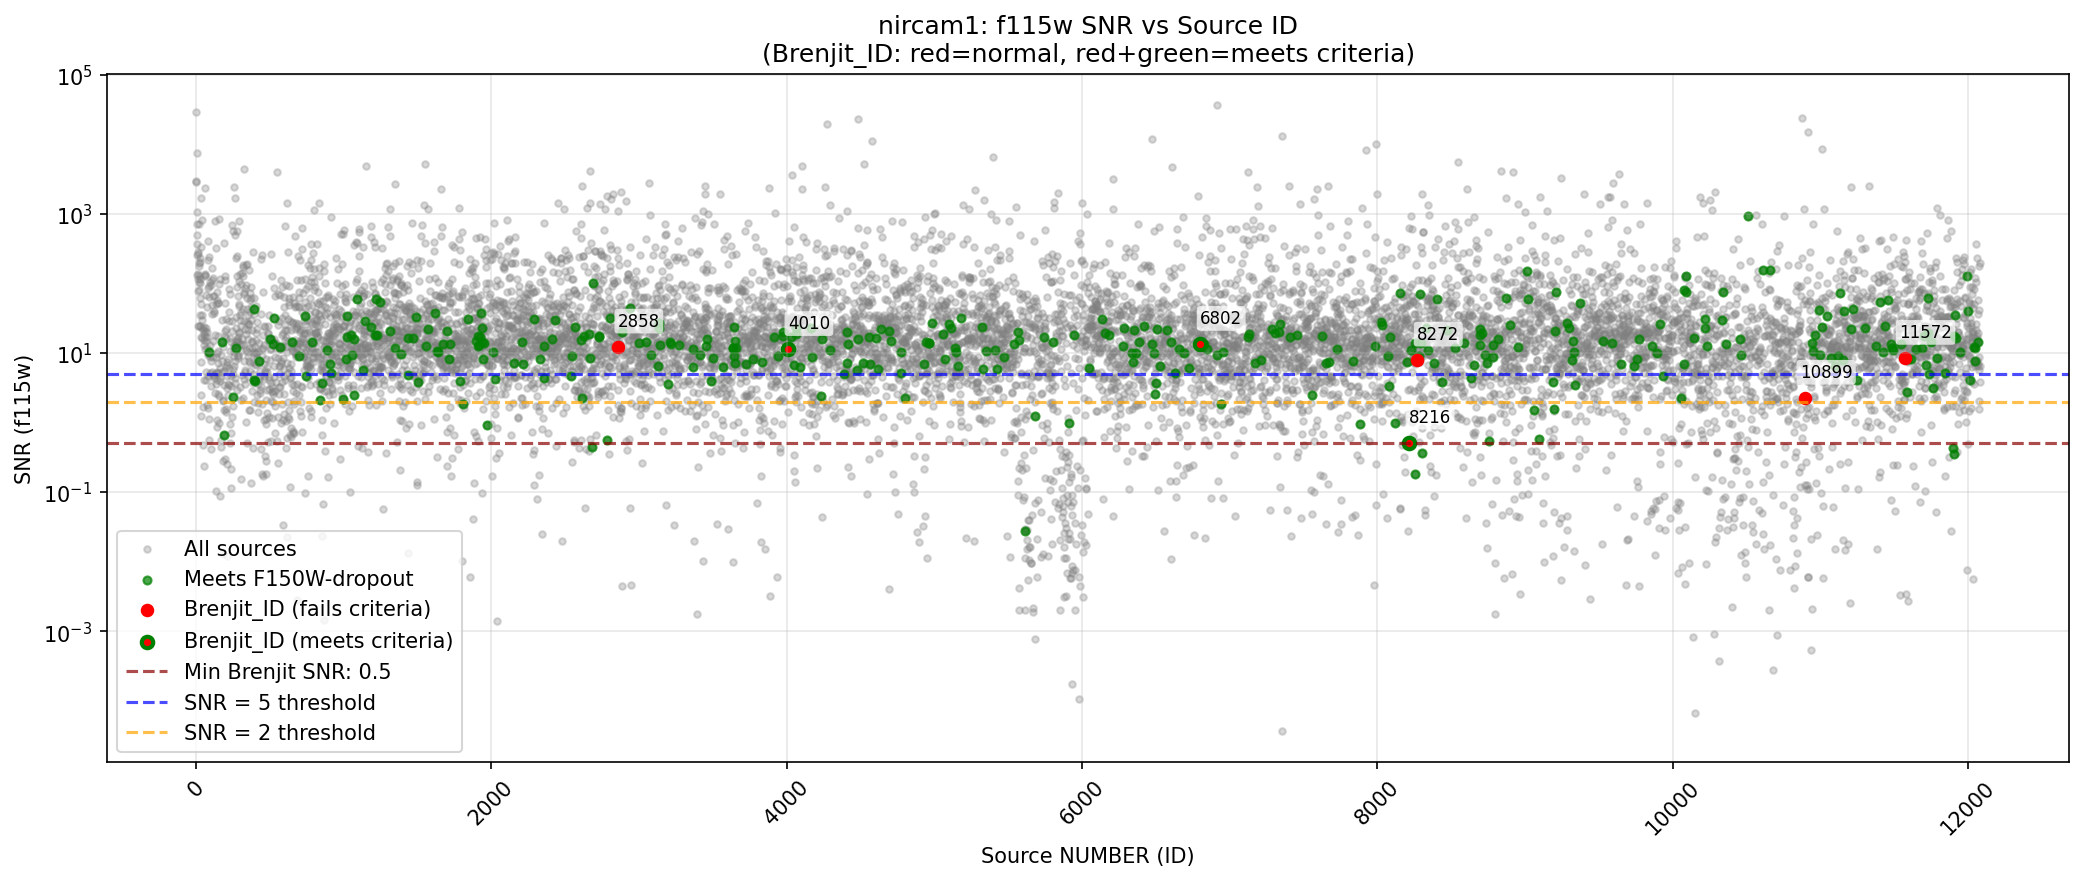 nircam1: f115w SNR vs Source ID
(Brenjit_ID: red=normal, red+green=meets criteria)
SNR (f115w)
10^5
10^3
10^1
10^-1
10^-3
2858
4010
6802
8272
11572
10899
8216
All sources
Meets F150W-dropout
Brenjit_ID (fails criteria)
Brenjit_ID (meets criteria)
Min Brenjit SNR: 0.5
SNR = 5 threshold
SNR = 2 threshold
0
2000
4000
6000
8000
10000
12000
Source NUMBER (ID)